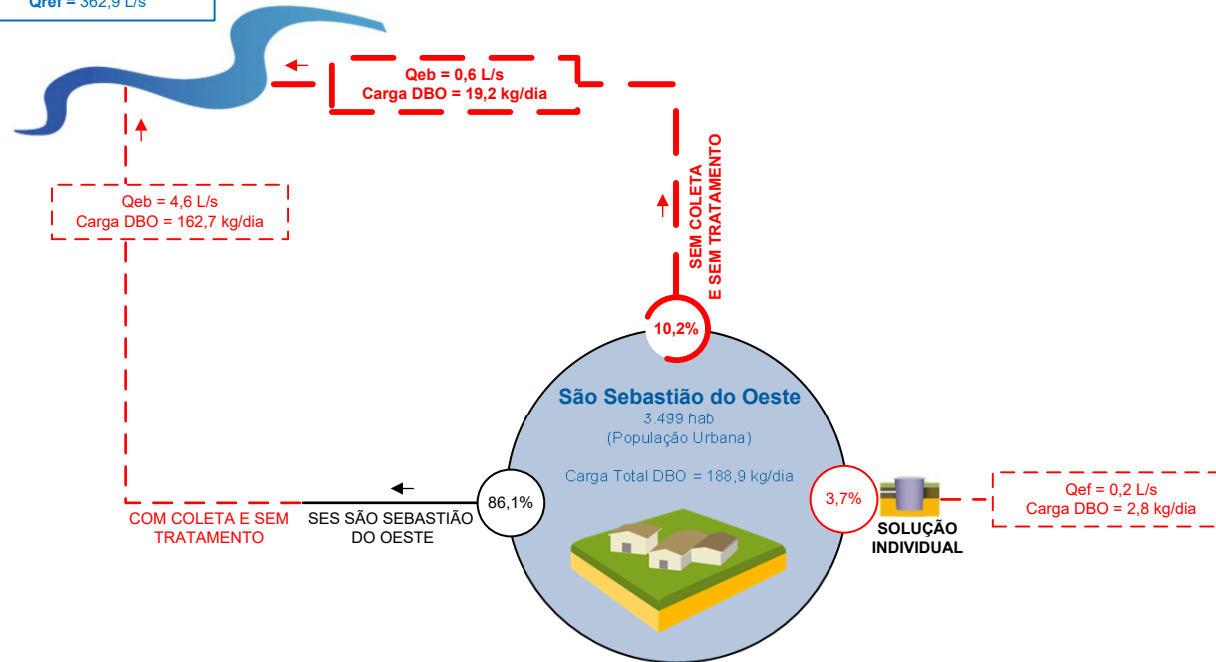 Qref = 362,9 L/s
Qeb = 0,6 L/s
Carga DBO = 19,2 kg/dia
SEM COLETA
E SEM TRATAMENTO
Qeb = 4,6 L/s
Carga DBO = 162,7 kg/dia
10,2%
São Sebastião do Oeste
3.499 hab
(População Urbana)
Carga Total DBO = 188,9 kg/dia
86,1%
3,7%
SOLUÇÃO
INDIVIDUAL
Qef = 0,2 L/s
Carga DBO = 2,8 kg/dia
COM COLETA E SEM
TRATAMENTO
SES SÃO SEBASTIÃO
DO OESTE